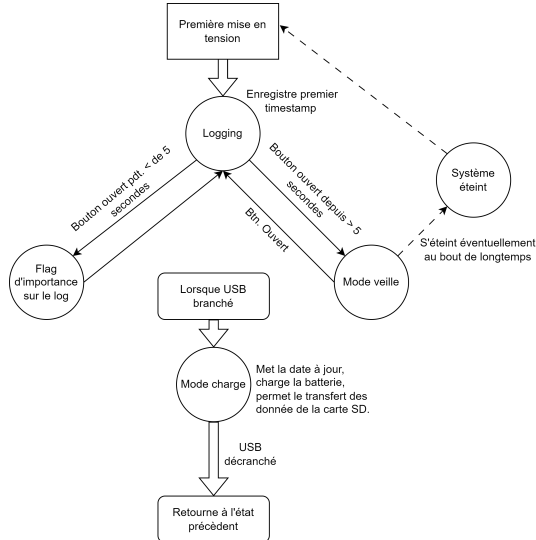 Première mise en
tension
Enregistre premier
timestamp
Logging
Bouton ouvert pdt. < de 5
secondes
Bouton ouvert depuis > 5
secondes
Btn. Ouvert
Système
éteint
S'éteint éventuellement
au bout de longtemps
Flag
d'importance
sur le log
Mode veille
Lorsque USB
branché
Mode charge
Met la date à jour,
charge la batterie,
permet le transfert des
donnée de la carte SD.
USB
décranché
Retourne à l'état
précèdent